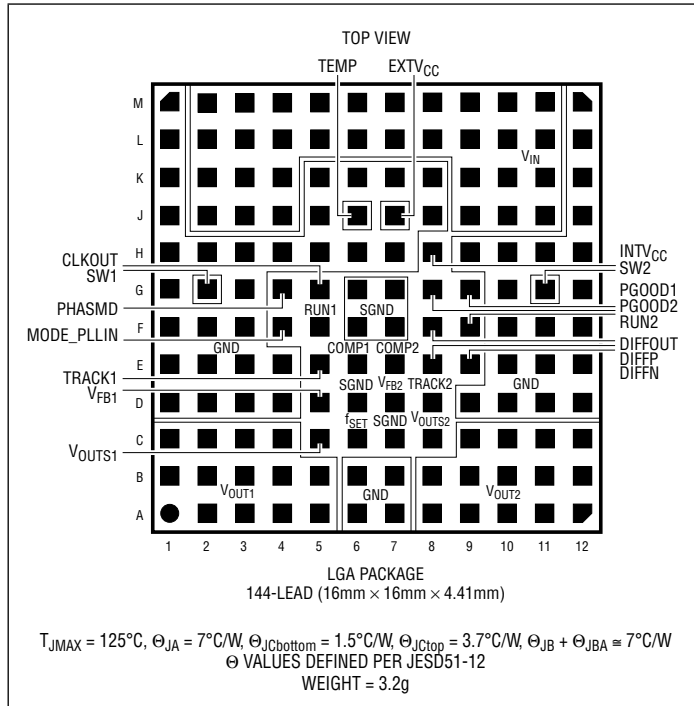 TOP VIEW
TEMP EXTVCC
M
L
VIN
K
J
H
CLKOUT INTVCC
SW1 SW2
G
PGOOD1
PHASMD RUN1 SGND
PGOOD2
RUN2
MODE_PLLIN F
GND COMP1 COMP2 DIFFOUT
DIFFP
E
DIFFN
TRACK1 SGND VFB2 TRACK2 GND
VFB1
D
fSET SGND VOUTS2
C
VOUTS1
B
VOUT1 GND VOUT2
A
1 2 3 4 5 6 7 8 9 10 11 12
LGA PACKAGE
144-LEAD (16mm × 16mm × 4.41mm)
TJMAX = 125°C, ΘJA = 7°C/W, ΘJCbottom = 1.5°C/W, ΘJCtop = 3.7°C/W, ΘJB + ΘJBA ≅ 7°C/W
Θ VALUES DEFINED PER JESD51-12
WEIGHT = 3.2g